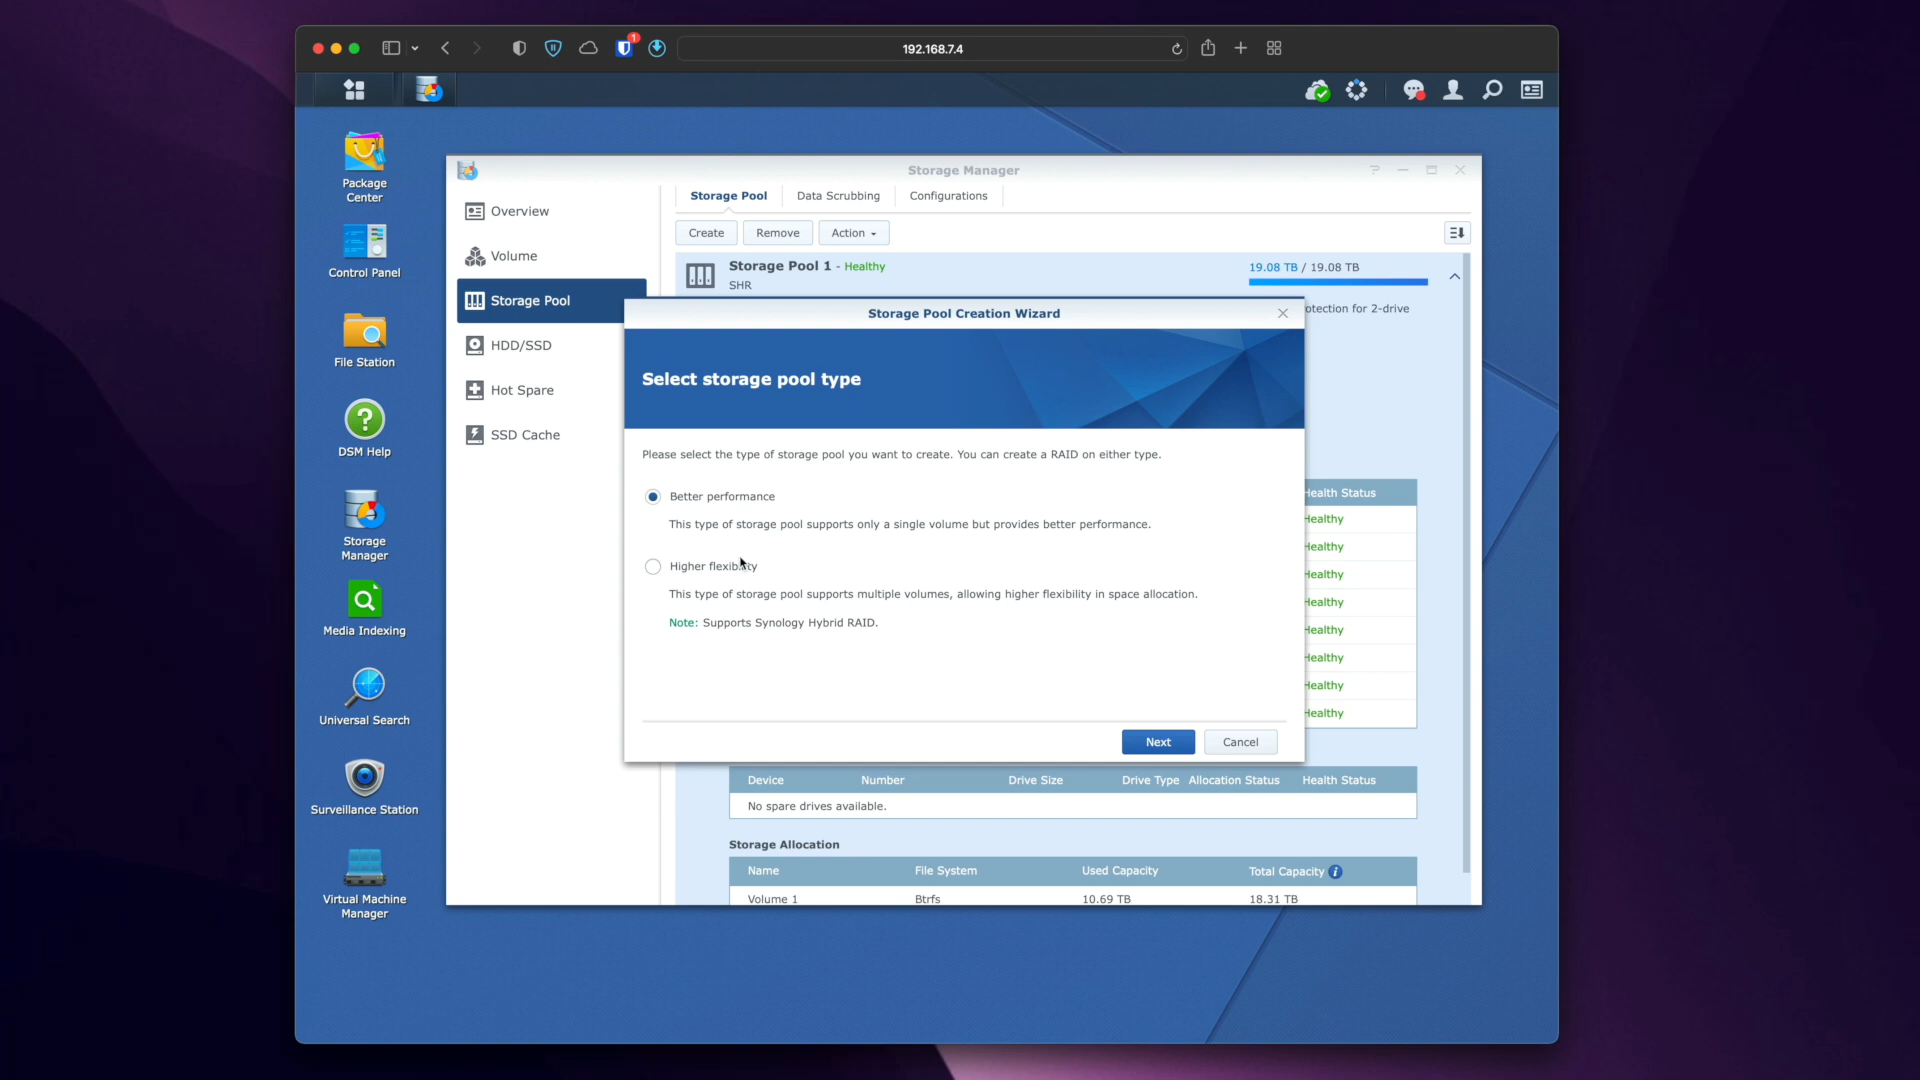 1
192.168.7.4
Package
Center
Control Panel
File Station
DSM Help
Storage
Manager
Media Indexing
Universal Search
Surveillance Station
Virtual Machine
Manager
Storage Manager
Overview
Volume
Storage Pool
HDD/SSD
Hot Spare
SSD Cache
Storage Pool
Data Scrubbing
Configurations
Create
Remove
Action
Storage Pool 1 - Healthy
SHR
19.08 TB / 19.08 TB
otection for 2-drive
Storage Pool Creation Wizard
Select storage pool type
Please select the type of storage pool you want to create. You can create a RAID on either type.
Better performance
This type of storage pool supports only a single volume but provides better performance.
Higher flexibility
This type of storage pool supports multiple volumes, allowing higher flexibility in space allocation.
Note: Supports Synology Hybrid RAID.
Next
Cancel
Health Status
Healthy
Healthy
Healthy
Healthy
Healthy
Healthy
Healthy
Healthy
Device Number Drive Size Drive Type Allocation Status Health Status
No spare drives available.
Storage Allocation
Name File System Used Capacity Total Capacity i
Volume 1 Btrfs 10.69 TB 18.31 TB